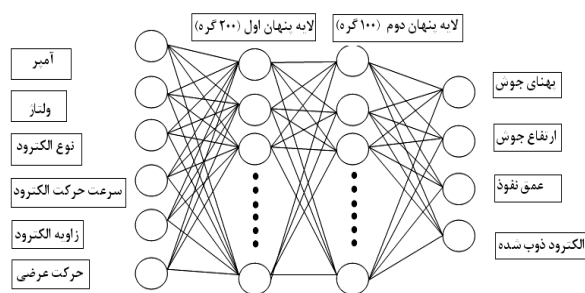 لایه پنهان دوم (۱۰۰ گره)
لایه پنهان اول (۲۰۰ گره)
آمپر
ولتاژ
نوع الکترود
سرعت حرکت الکترود
زاویه الکترود
حرکت عرضی
پهنای جوش
ارتفاع جوش
عمق نفوذ
الکترود ذوب شده